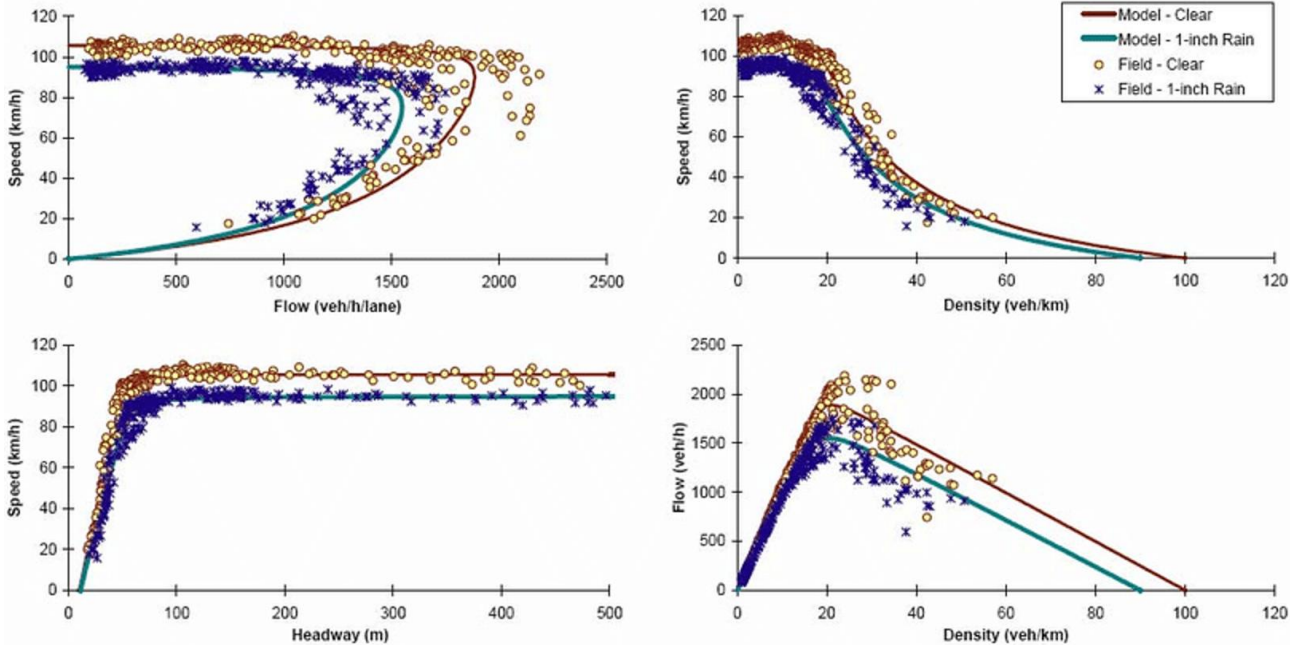 120
100
80
60
40
20
0
Speed (km/h)
0 500 1000 1500 2000 2500
Flow (veh/h/lane)
120
100
80
60
40
20
0
Speed (km/h)
0 20 40 60 80 100 120
Density (veh/km)
Model - Clear
Model - 1-inch Rain
Field - Clear
Field - 1-inch Rain
120
100
80
60
40
20
0
Speed (km/h)
0 100 200 300 400 500
Headway (m)
2500
2000
1500
1000
500
0
Flow (veh/h)
0 20 40 60 80 100 120
Density (veh/km)